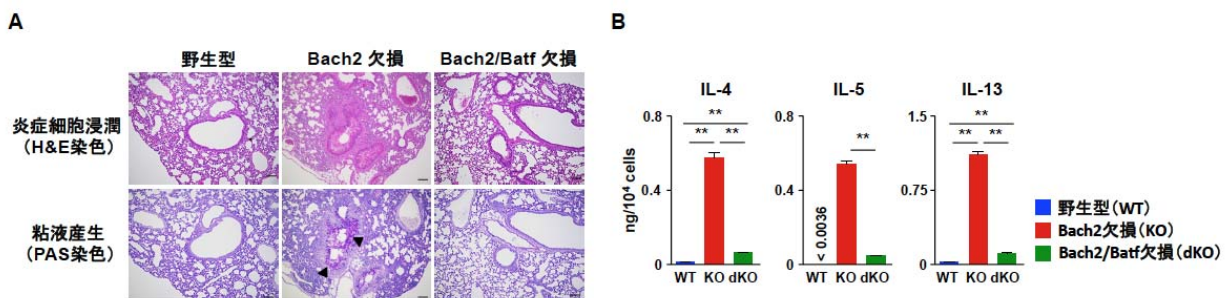 A
野生型
Bach2 欠損
Bach2/Batf 欠損
炎症細胞浸潤
(H&E染色)
粘液産生
(PAS染色)
B
IL-4
IL-5
IL-13
ng/10⁴ cells
0.8
0.4
0
**
** **
WT KO dKO
0.8
0.4
0
**
< 0.0036
WT KO dKO
1.5
0.75
0
**
** **
WT KO dKO
野生型(WT)
Bach2欠損(KO)
Bach2/Batf欠損(dKO)